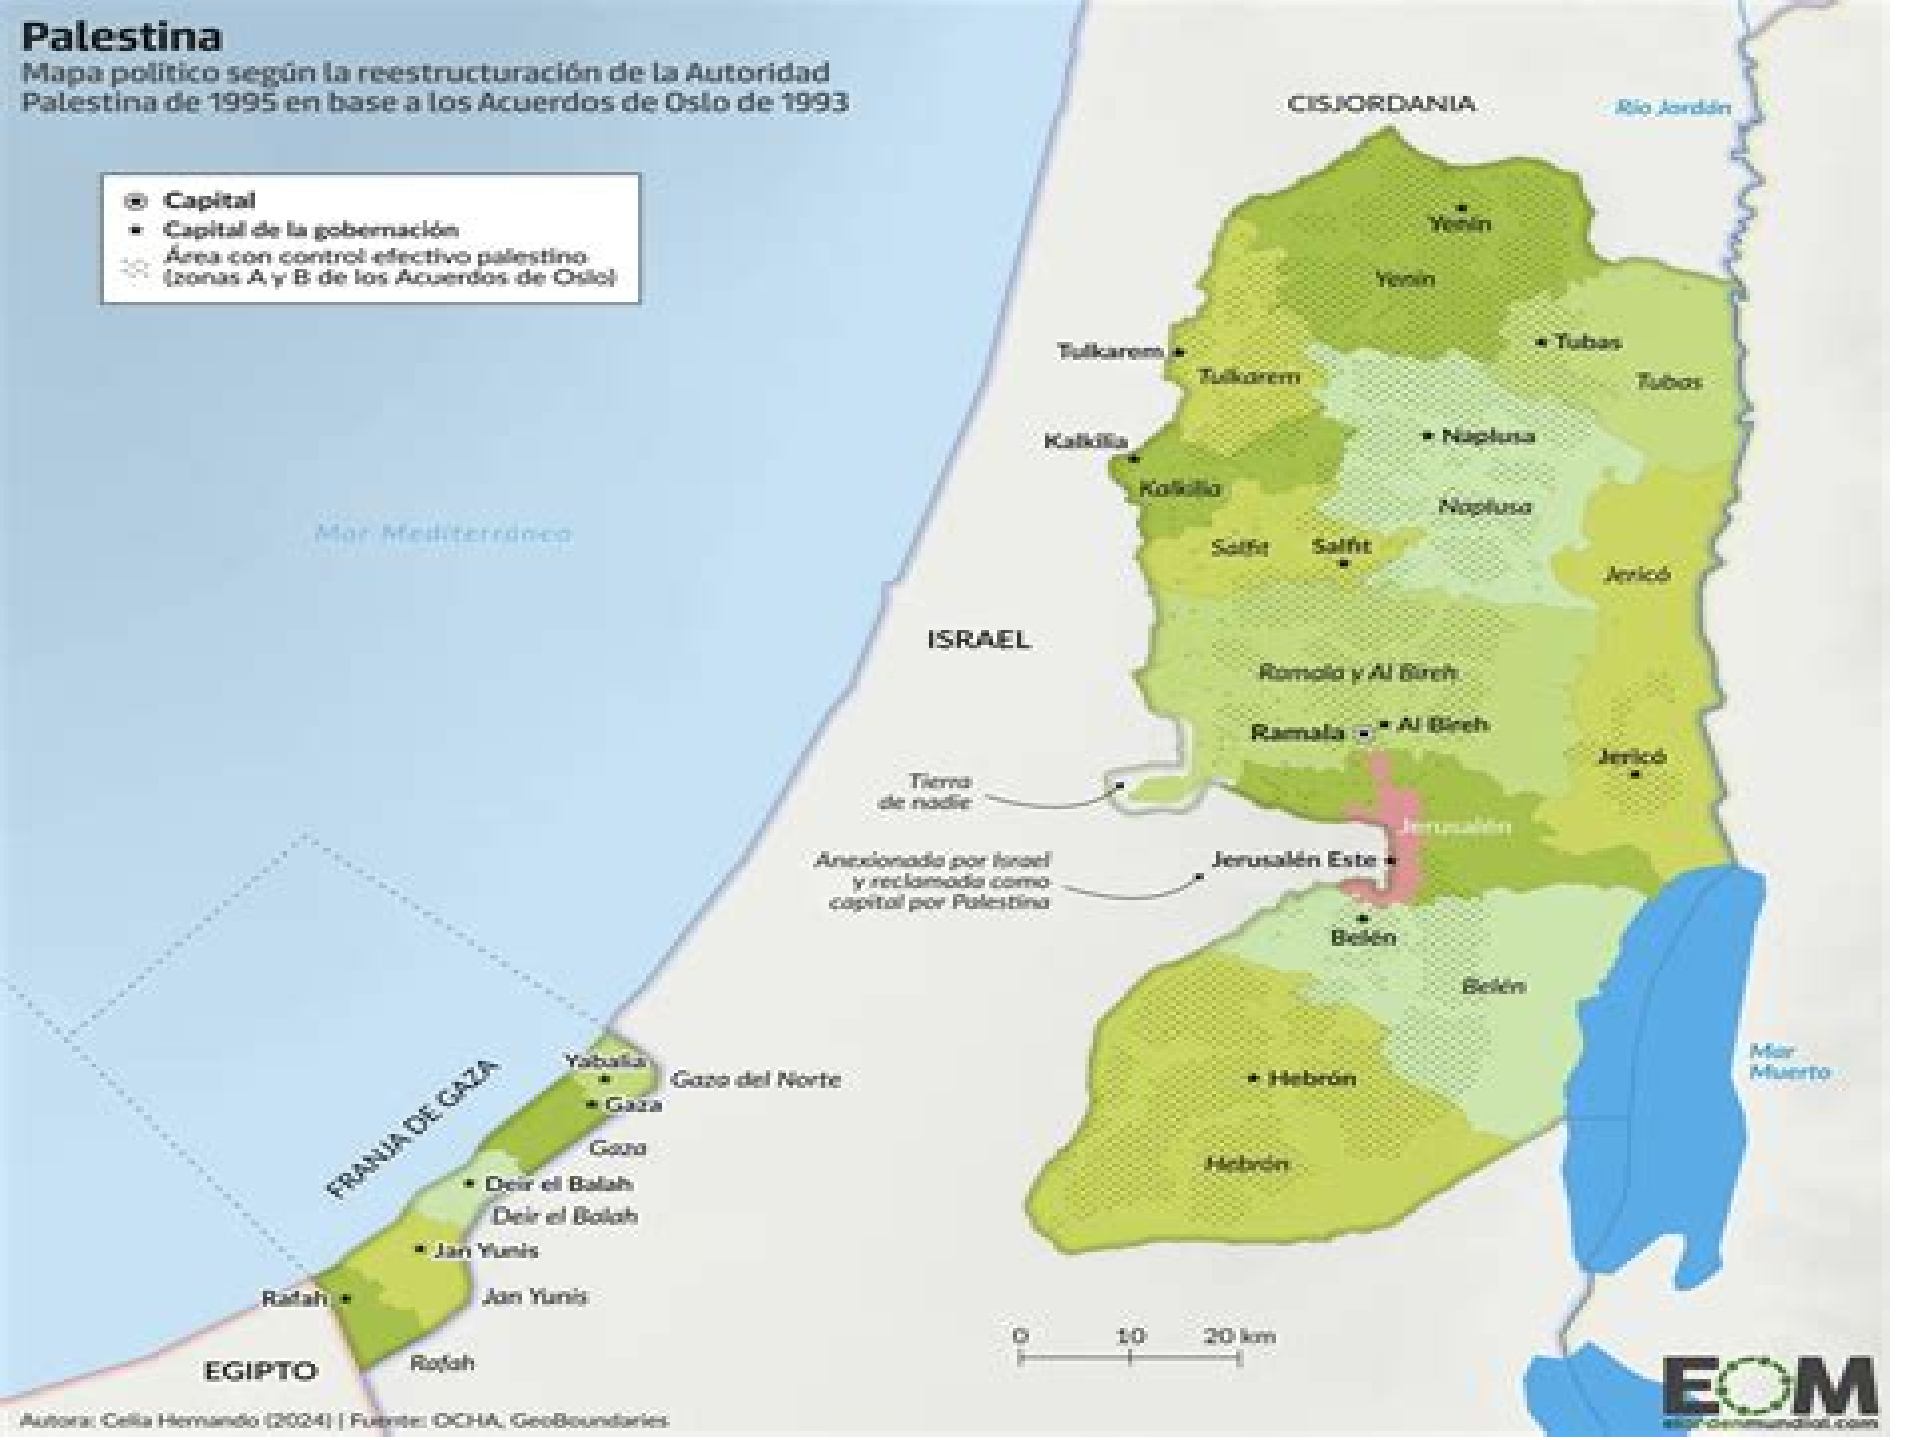 Palestina
Mapa político según la reestructuración de la Autoridad
Palestina de 1995 en base a los Acuerdos de Oslo de 1993
Capital
Capital de la gobernación
Área con control efectivo palestino
(zonas A y B de los Acuerdos de Oslo)
CISJORDANIA
Río Jordán
Yenín
Yenín
Tulkarem
Tulkarem
Tubas
Tubas
Kalkilia
Kalkilia
Naplusa
Naplusa
Salfit
Salfit
Jericó
ISRAEL
Ramala y Al Bireh
Ramala
Al Bireh
Jericó
Tierra
de nadie
Jerusalén
Anexionada por Israel
y reclamada como
capital por Palestina
Jerusalén Este
Belén
Belén
Mar Mediterráneo
Mar
Muerto
Hebrón
Hebrón
FRANJA DE GAZA
Yabalia
Gaza del Norte
Gaza
Gaza
Deir el Balah
Deir el Balah
Jan Yunis
Jan Yunis
Rafah
Rafah
EGIPTO
0 10 20 km
Autora: Celia Hernando (2024) | Fuente: OCHA, GeoBoundaries
EOM
elordenmundial.com